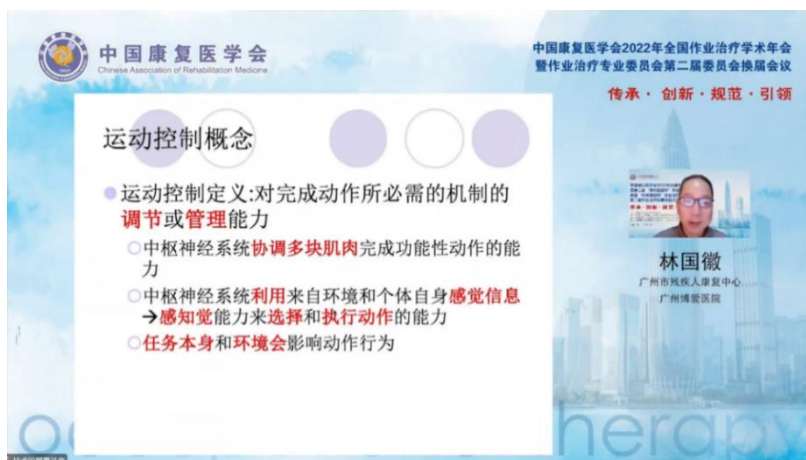 中国康复医学会
Chinese Association of Rehabilitation Medicine
中国康复医学会2022年全国作业治疗学术年会
暨作业治疗专业委员会第二届委员会换届会议
传承·创新·规范·引领
运动控制概念
运动控制定义:对完成动作所必需的机制的
调节或管理能力
中枢神经系统协调多块肌肉完成功能性动作的能
力
中枢神经系统利用来自环境和个体自身感觉信息
→感知觉能力来选择和执行动作的能力
任务本身和环境会影响动作行为
林国徽
广州市残疾人康复中心
广州博爱医院
herapy